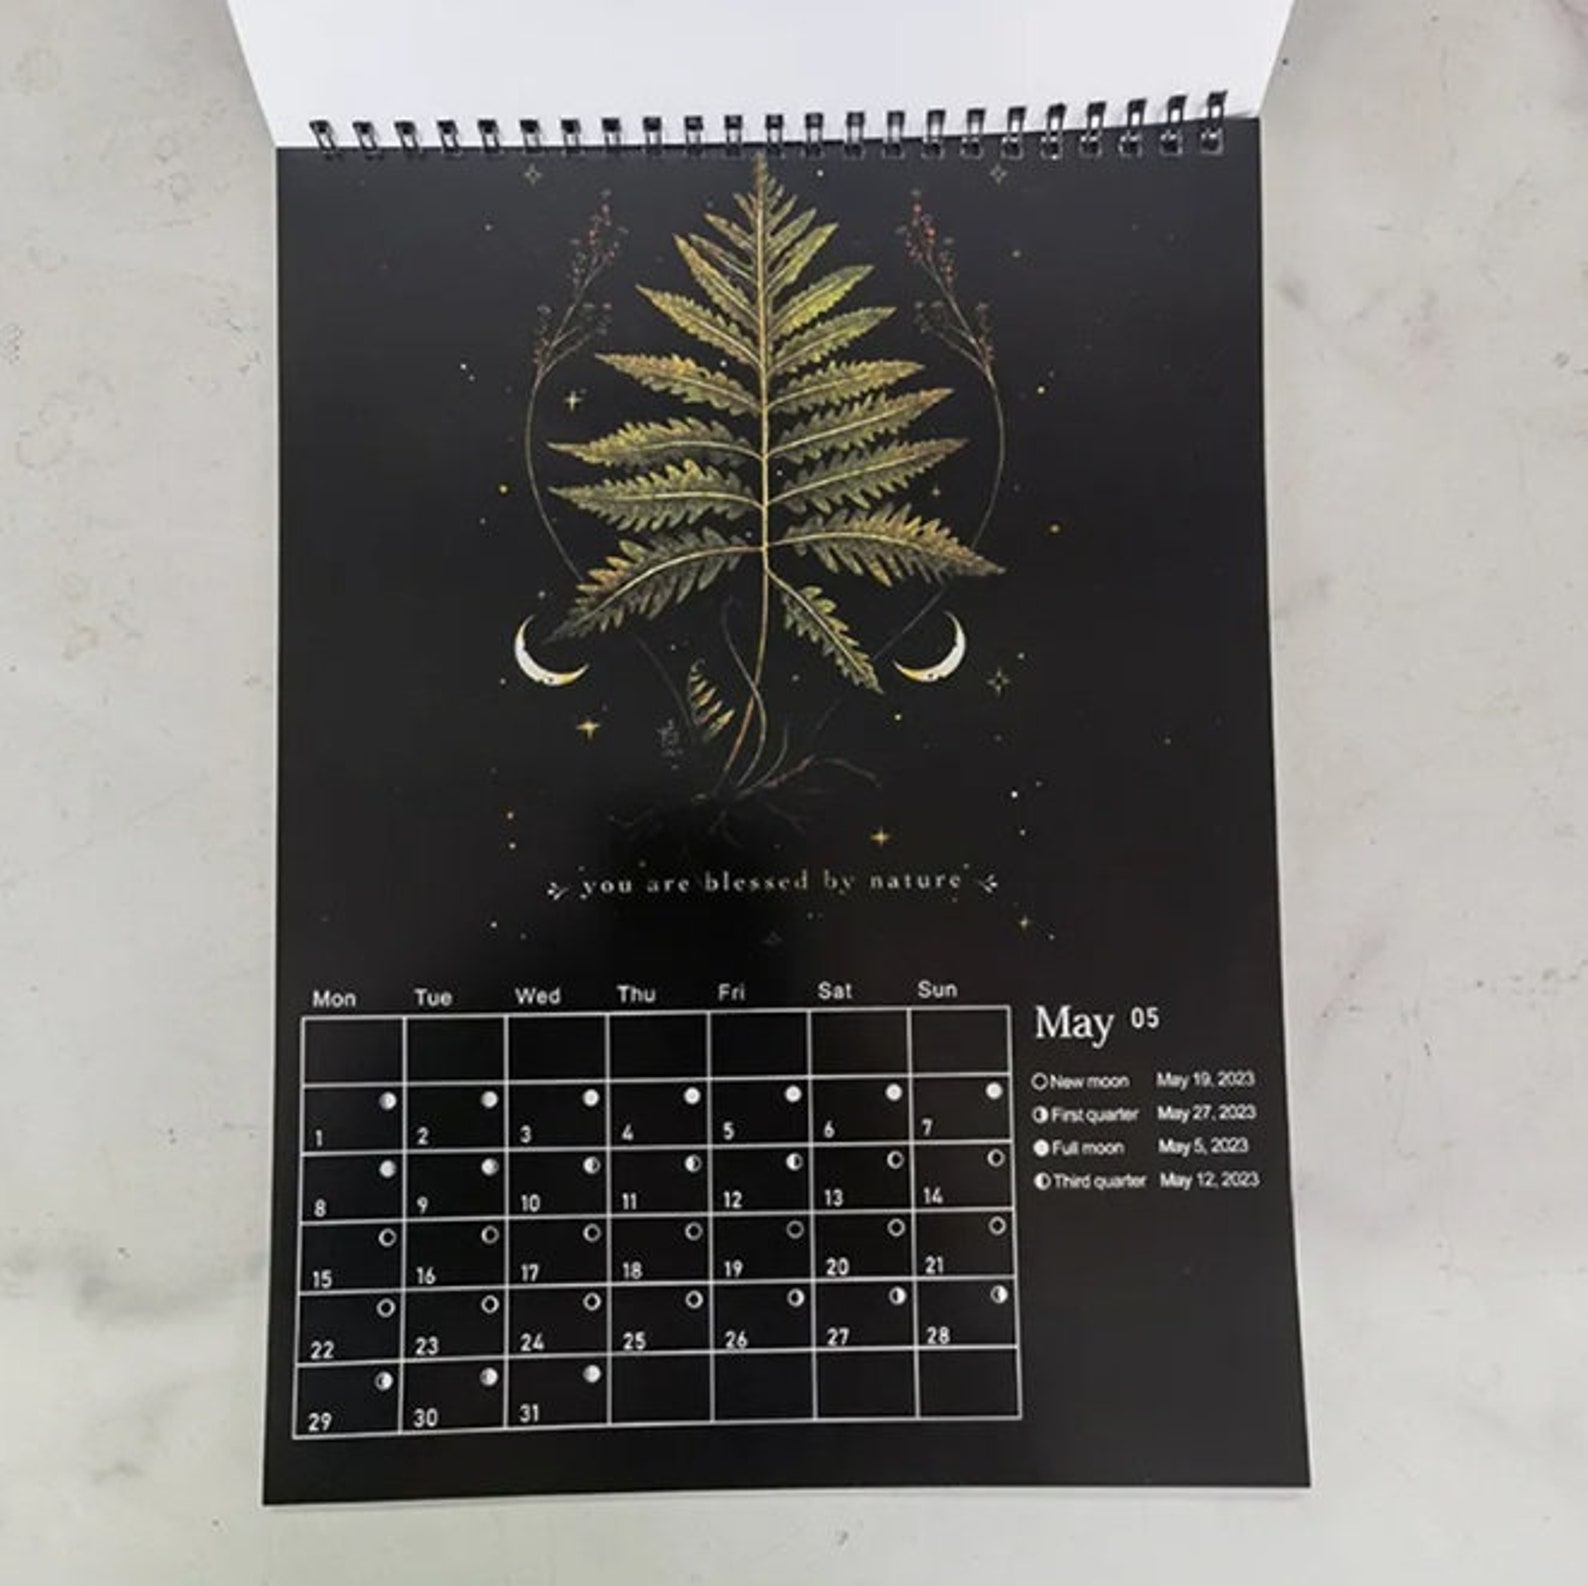 you are blessed by nature
Mon Tue Wed Thu Fri Sat Sun
May 05
New moon May 19, 2023
First quarter May 27, 2023
Full moon May 5, 2023
Third quarter May 12, 2023
1 2 3 4 5 6 7
8 9 10 11 12 13 14
15 16 17 18 19 20 21
22 23 24 25 26 27 28
29 30 31